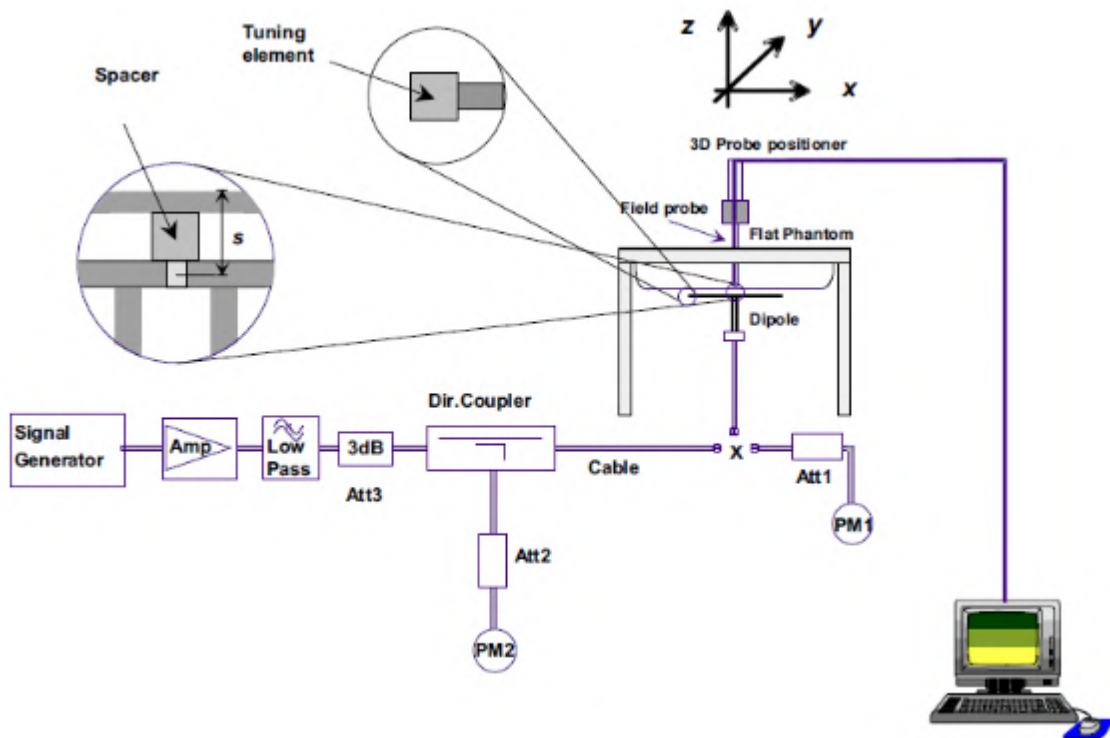 Tuning
element
Spacer
s
z
y
x
3D Probe positioner
Field probe
Flat Phantom
Dipole
Dir.Coupler
Signal
Generator
Amp
Low
Pass
3dB
Att3
Cable
X
Att1
PM1
Att2
PM2